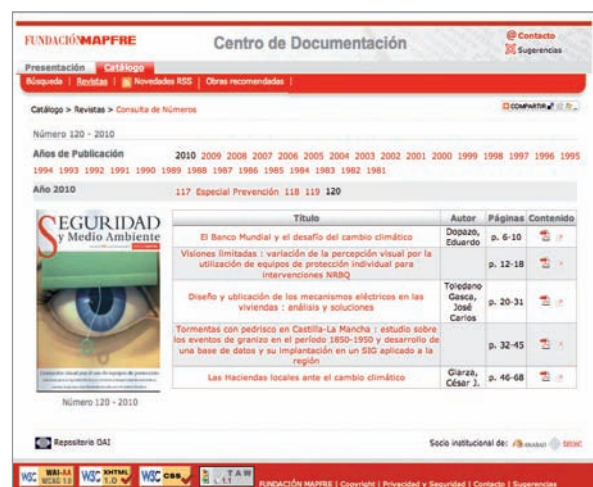 FUNDACIÓN MAPFRE
Centro de Documentación
@ Contacto
Sugerencias
Presentación Catálogo
Búsqueda | Revistas | Novedades RSS | Obras recomendadas |
Catálogo > Revistas > Consulta de Números
COMPARTIR
Número 120 - 2010
Años de Publicación
2010 2009 2008 2007 2006 2005 2004 2003 2002 2001 2000 1999 1998 1997 1996 1995
1994 1993 1992 1991 1990 1989 1988 1987 1986 1985 1984 1983 1982 1981
Año 2010
117 Especial Prevención 118 119 120
SEGURIDAD
y Medio Ambiente
Número 120 - 2010
Título Autor Páginas Contenido
El Banco Mundial y el desafío del cambio climático
Dopazo,
Eduardo
p. 6-10
Visiones limitadas : variación de la percepción visual por la
utilización de equipos de protección individual para
intervenciones NRBQ
p. 12-18
Diseño y ublicación de los mecanismos eléctricos en las
viviendas : análisis y soluciones
Toledano
Gasca,
José
Carlos
p. 20-31
Tormentas con pedrisco en Castilla-La Mancha : estudio sobre
los eventos de granizo en el período 1850-1950 y desarrollo de
una base de datos y su implantación en un SIG aplicado a la
región
p. 32-45
Las Haciendas locales ante el cambio climático
Giarza,
César J.
p. 46-68
Repositorio OAI
Socio institucional de:
W3C WAI-AA
WCAG 1.0
W3C XHTML
1.0
W3C css
TAW
1.1
FUNDACIÓN MAPFRE | Copyright | Privacidad y Seguridad | Contacto | Sugerencias